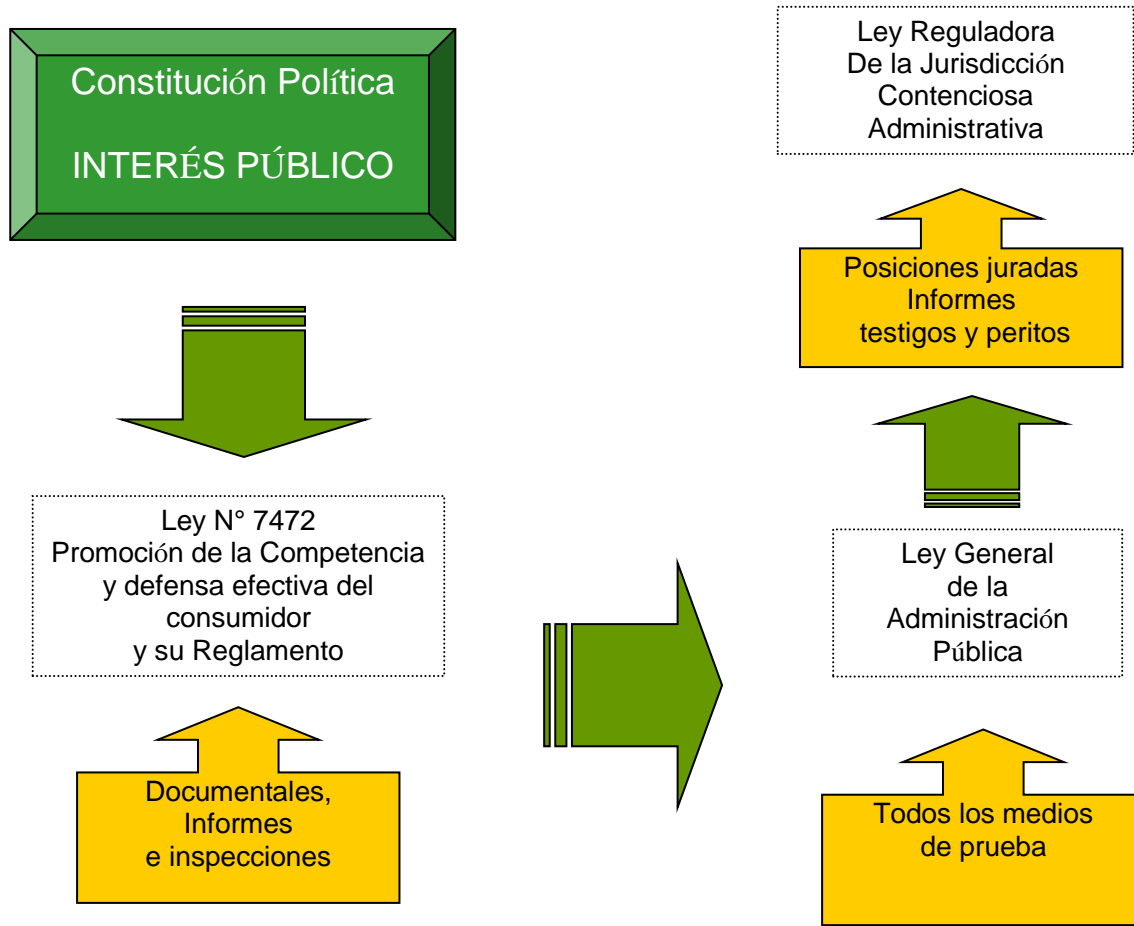 Constitución Política
INTERÉS PÚBLICO
Ley N° 7472
Promoción de la Competencia
y defensa efectiva del
consumidor
y su Reglamento
Documentales,
Informes
e inspecciones
Ley Reguladora
De la Jurisdicción
Contenciosa
Administrativa
Posiciones juradas
Informes
testigos y peritos
Ley General
de la
Administración
Pública
Todos los medios
de prueba